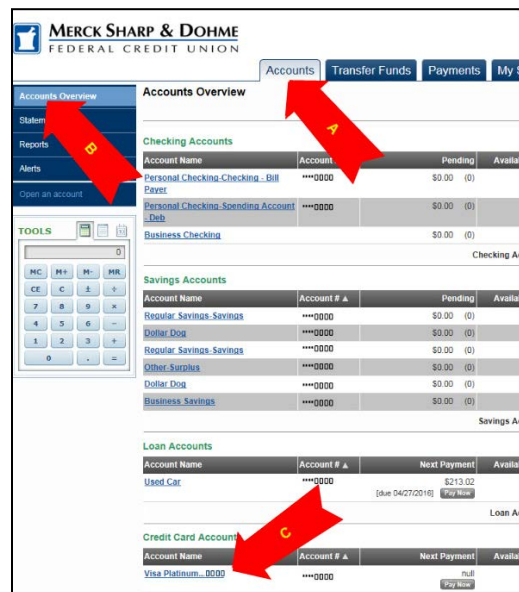 MERCK SHARP & DOHME
FEDERAL CREDIT UNION
Accounts
Transfer Funds
Payments
My S
Accounts Overview
Statem
Reports
Alerts
Open an account
TOOLS
0
MC M+ M- MR
CE C ± ÷
7 8 9 ×
4 5 6 −
1 2 3 +
0 . =
Accounts Overview
A
B
Checking Accounts
Account Name Account Pending Availa
Personal Checking-Checking - Bill ****0000 $0.00 (0)
Payer
Personal Checking-Spending Account ****0000 $0.00 (0)
- Deb
Business Checking $0.00 (0)
Checking A
Savings Accounts
Account Name Account # ▲ Pending Availa
Regular Savings-Savings ****0000 $0.00 (0)
Dollar Dog ****0000 $0.00 (0)
Regular Savings-Savings ****0000 $0.00 (0)
Other-Surplus ****0000 $0.00 (0)
Dollar Dog ****0000 $0.00 (0)
Business Savings ****0000 $0.00 (0)
Savings A
Loan Accounts
Account Name Account # ▲ Next Payment Availa
Used Car ****0000 $213.02
[due 04/27/2016] Pay Now
Loan A
C
Credit Card Account
Account Name Account # ▲ Next Payment Availa
Visa Platinum...0000 ****0000 null
Pay Now